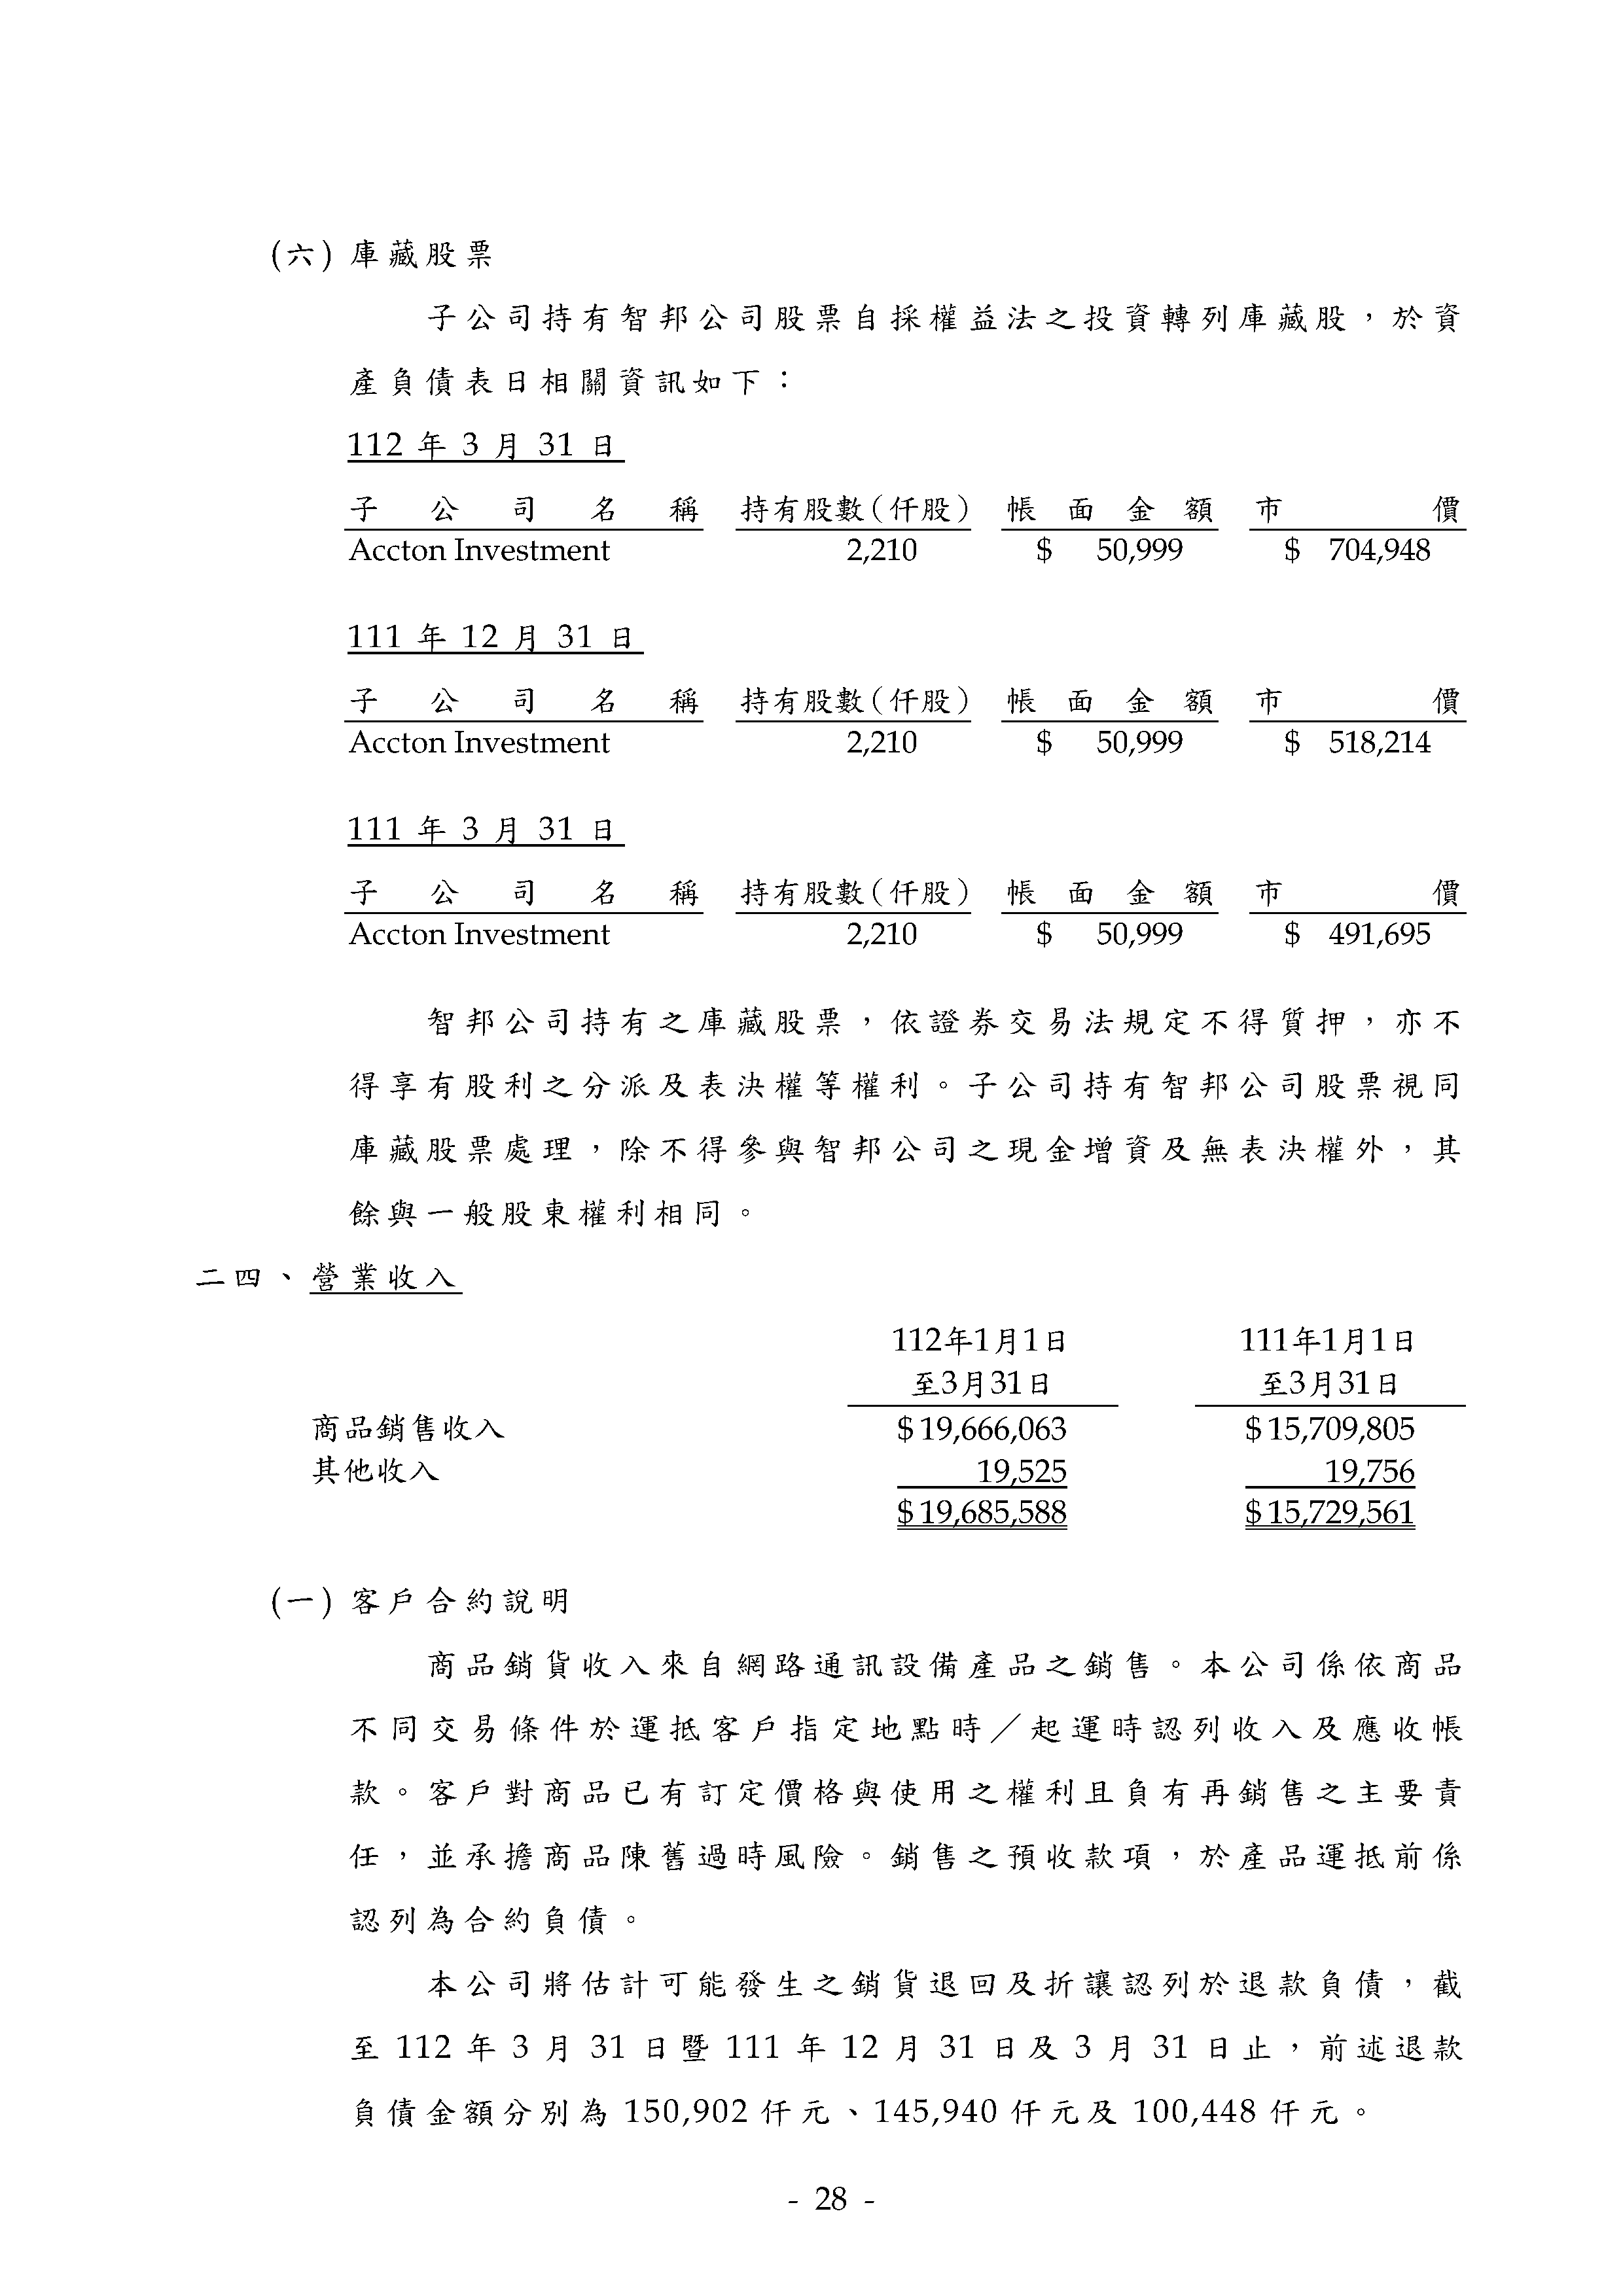 (六) 庫藏股票
子公司持有智邦公司股票自採權益法之投資轉列庫藏股，於資
產負債表日相關資訊如下：
112 年 3 月 31 日
子公司名稱 持有股數(仟股) 帳面金額 市價
Accton Investment 2,210 $ 50,999 $ 704,948
111 年 12 月 31 日
子公司名稱 持有股數(仟股) 帳面金額 市價
Accton Investment 2,210 $ 50,999 $ 518,214
111 年 3 月 31 日
子公司名稱 持有股數(仟股) 帳面金額 市價
Accton Investment 2,210 $ 50,999 $ 491,695
智邦公司持有之庫藏股票，依證券交易法規定不得質押，亦不
得享有股利之分派及表決權等權利。子公司持有智邦公司股票視同
庫藏股票處理，除不得參與智邦公司之現金增資及無表決權外，其
餘與一般股東權利相同。
二四、營業收入
112年1月1日 111年1月1日
至3月31日 至3月31日
商品銷售收入 $ 19,666,063 $ 15,709,805
其他收入 19,525 19,756
$ 19,685,588 $ 15,729,561
(一) 客戶合約說明
商品銷貨收入來自網路通訊設備產品之銷售。本公司係依商品
不同交易條件於運抵客戶指定地點時／起運時認列收入及應收帳
款。客戶對商品已有訂定價格與使用之權利且負有再銷售之主要責
任，並承擔商品陳舊過時風險。銷售之預收款項，於產品運抵前係
認列為合約負債。
本公司將估計可能發生之銷貨退回及折讓認列於退款負債，截
至 112 年 3 月 31 日暨 111 年 12 月 31 日及 3 月 31 日止，前述退款
負債金額分別為 150,902 仟元、145,940 仟元及 100,448 仟元。
- 28 -